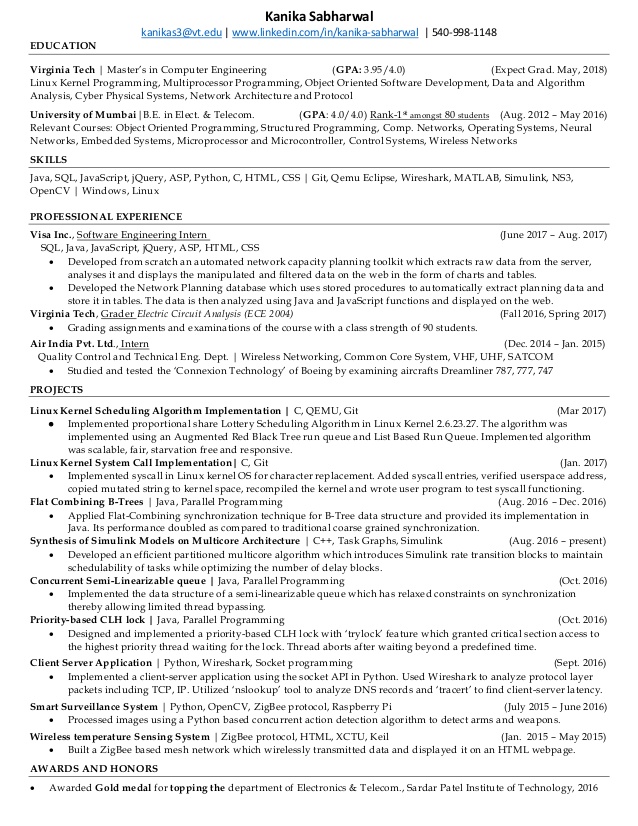 Kanika Sabharwal
kanikas3@vt.edu | www.linkedin.com/in/kanika-sabharwal | 540-998-1148
EDUCATION
Virginia Tech | Master's in Computer Engineering (GPA: 3.95/4.0) (Expect Grad. May, 2018)
Linux Kernel Programming, Multiprocessor Programming, Object Oriented Software Development, Data and Algorithm
Analysis, Cyber Physical Systems, Network Architecture and Protocol
University of Mumbai |B.E. in Elect. & Telecom. (GPA: 4.0/4.0) Rank-1* amongst 80 students (Aug. 2012 – May 2016)
Relevant Courses: Object Oriented Programming, Structured Programming, Comp. Networks, Operating Systems, Neural
Networks, Embedded Systems, Microprocessor and Microcontroller, Control Systems, Wireless Networks
SKILLS
Java, SQL, JavaScript, jQuery, ASP, Python, C, HTML, CSS | Git, Qemu Eclipse, Wireshark, MATLAB, Simulink, NS3,
OpenCV | Windows, Linux
PROFESSIONAL EXPERIENCE
Visa Inc., Software Engineering Intern (June 2017 – Aug. 2017)
SQL, Java, JavaScript, jQuery, ASP, HTML, CSS
• Developed from scratch an automated network capacity planning toolkit which extracts raw data from the server,
analyses it and displays the manipulated and filtered data on the web in the form of charts and tables.
• Developed the Network Planning database which uses stored procedures to automatically extract planning data and
store it in tables. The data is then analyzed using Java and JavaScript functions and displayed on the web.
Virginia Tech, Grader Electric Circuit Analysis (ECE 2004) (Fall 2016, Spring 2017)
• Grading assignments and examinations of the course with a class strength of 90 students.
Air India Pvt. Ltd., Intern (Dec. 2014 – Jan. 2015)
Quality Control and Technical Eng. Dept. | Wireless Networking, Common Core System, VHF, UHF, SATCOM
• Studied and tested the 'Connexion Technology' of Boeing by examining aircrafts Dreamliner 787, 777, 747
PROJECTS
Linux Kernel Scheduling Algorithm Implementation | C, QEMU, Git (Mar 2017)
• Implemented proportional share Lottery Scheduling Algorithm in Linux Kernel 2.6.23.27. The algorithm was
implemented using an Augmented Red Black Tree run queue and List Based Run Queue. Implemented algorithm
was scalable, fair, starvation free and responsive.
Linux Kernel System Call Implementation| C, Git (Jan. 2017)
• Implemented syscall in Linux kernel OS for character replacement. Added syscall entries, verified userspace address,
copied mutated string to kernel space, recompiled the kernel and wrote user program to test syscall functioning.
Flat Combining B-Trees | Java, Parallel Programming (Aug. 2016 – Dec. 2016)
• Applied Flat-Combining synchronization technique for B-Tree data structure and provided its implementation in
Java. Its performance doubled as compared to traditional coarse grained synchronization.
Synthesis of Simulink Models on Multicore Architecture | C++, Task Graphs, Simulink (Aug. 2016 – present)
• Developed an efficient partitioned multicore algorithm which introduces Simulink rate transition blocks to maintain
schedulability of tasks while optimizing the number of delay blocks.
Concurrent Semi-Linearizable queue | Java, Parallel Programming (Oct. 2016)
• Implemented the data structure of a semi-linearizable queue which has relaxed constraints on synchronization
thereby allowing limited thread bypassing.
Priority-based CLH lock | Java, Parallel Programming (Oct. 2016)
• Designed and implemented a priority-based CLH lock with 'trylock' feature which granted critical section access to
the highest priority thread waiting for the lock. Thread aborts after waiting beyond a predefined time.
Client Server Application | Python, Wireshark, Socket programming (Sept. 2016)
• Implemented a client-server application using the socket API in Python. Used Wireshark to analyze protocol layer
packets including TCP, IP. Utilized 'nslookup' tool to analyze DNS records and 'tracert' to find client-server latency.
Smart Surveillance System | Python, OpenCV, ZigBee protocol, Raspberry Pi (July 2015 – June 2016)
• Processed images using a Python based concurrent action detection algorithm to detect arms and weapons.
Wireless temperature Sensing System | ZigBee protocol, HTML, XCTU, Keil (Jan. 2015 – May 2015)
• Built a ZigBee based mesh network which wirelessly transmitted data and displayed it on an HTML webpage.
AWARDS AND HONORS
• Awarded Gold medal for topping the department of Electronics & Telecom., Sardar Patel Institute of Technology, 2016